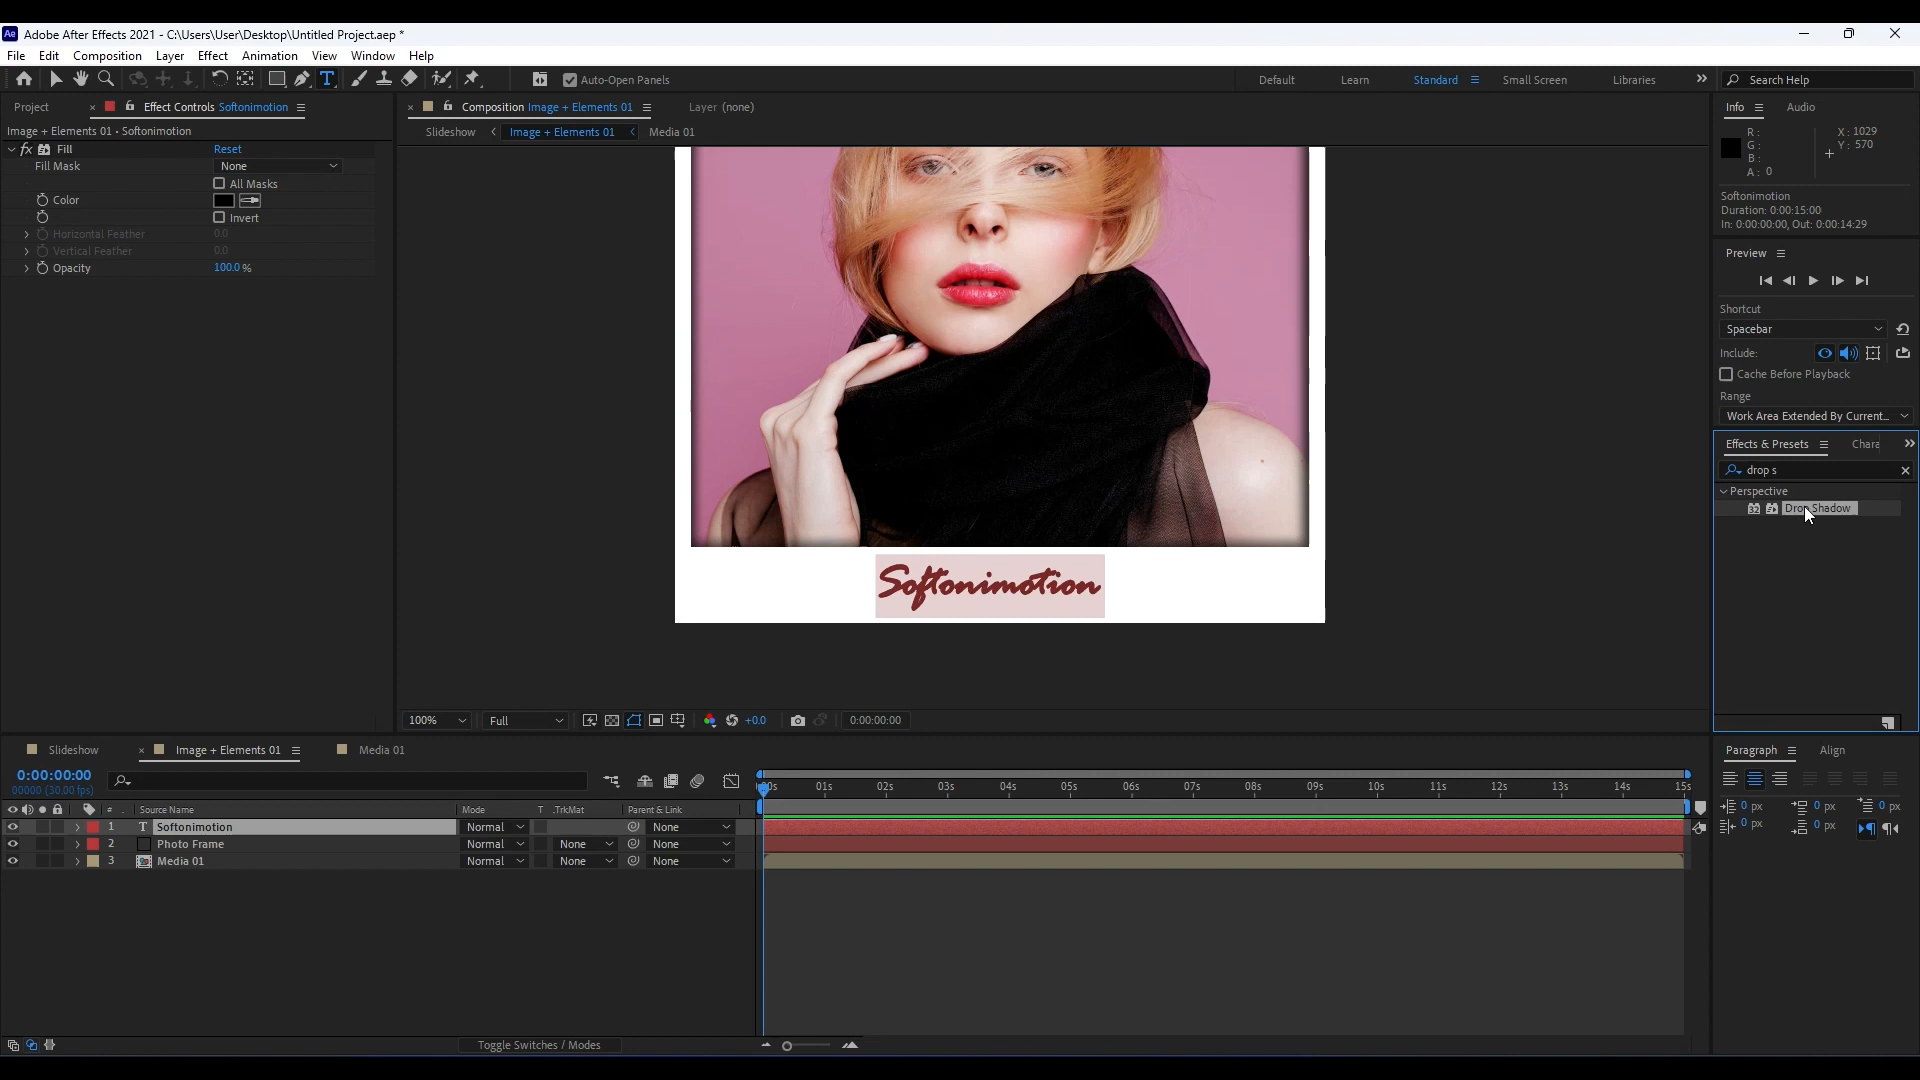 Adobe After Effects 2021 - C:\Users\User\Desktop\Untitled Project.aep *
File Edit Composition Layer Effect Animation View Window Help
Auto-Open Panels Default Learn Standard Small Screen Libraries Search Help
Project Effect Controls Softonimotion Composition Image + Elements 01 Layer (none) Info Audio
Image + Elements 01 • Softonimotion
Slideshow Image + Elements 01 Media 01
Fill Reset
Fill Mask None
All Masks
Color
Invert
Horizontal Feather 0.0
Vertical Feather 0.0
Opacity 100.0 %
R:
G:
B:
A: 0
X: 1029
Y: 570
Softonimotion
Duration: 0:00:15:00
In: 0:00:00:00, Out: 0:00:14:29
Preview
Shortcut
Spacebar
Include:
Cache Before Playback
Range
Work Area Extended By Current...
Effects & Presets Chara
drop s
Perspective
32 Drop Shadow
Softonimotion
100% Full +0.0 0:00:00:00
Slideshow Image + Elements 01 Media 01
0:00:00:00
00000 (30.00 fps)
# Source Name Mode T .TrkMat Parent & Link
1 T Softonimotion Normal None
2 Photo Frame Normal None None
3 Media 01 Normal None None
00s 01s 02s 03s 04s 05s 06s 07s 08s 09s 10s 11s 12s 13s 14s 15s
Toggle Switches / Modes
Paragraph Align
0 px 0 px 0 px
0 px 0 px